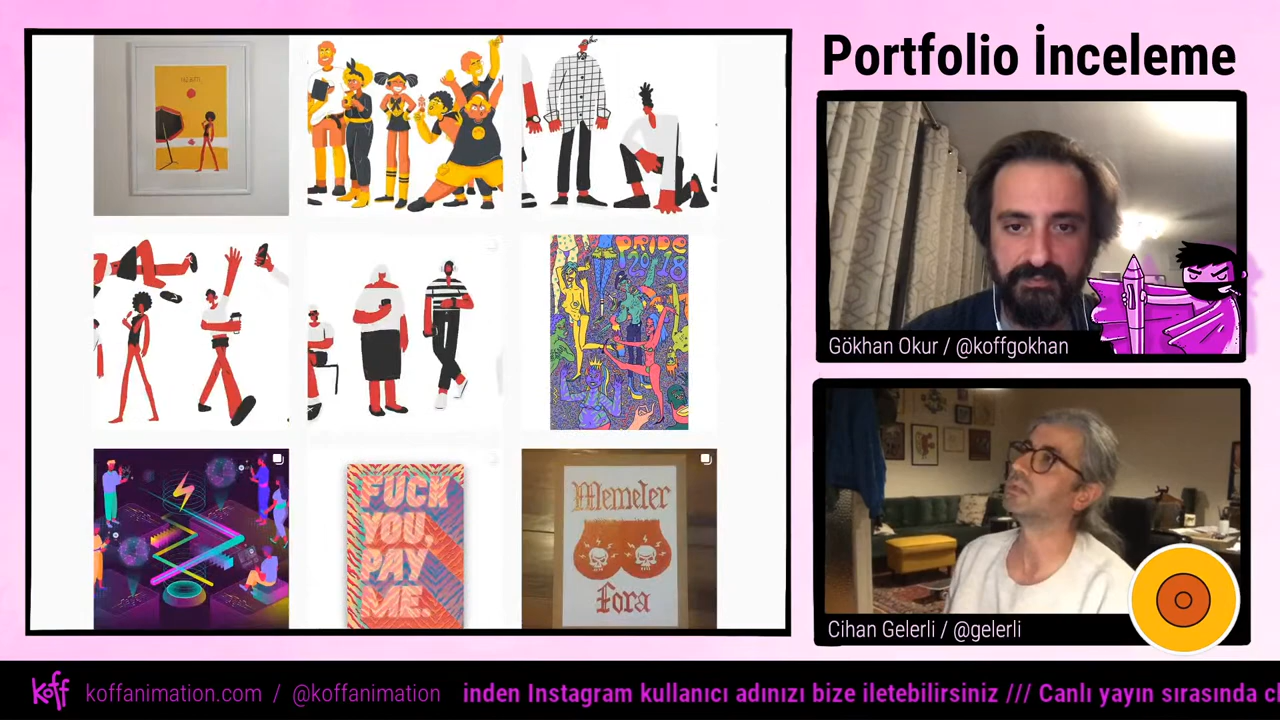 Portfolio İnceleme
PRIDE
2018
FUCK
YOU,
PAY
ME.
Memeler
fora
Gökhan Okur / @koffgokhan
Cihan Gelerli / @gelerli
koff koffanimation.com / @koffanimation inden Instagram kullanıcı adınızı bize iletebilirsiniz /// Canlı yayın sırasında c